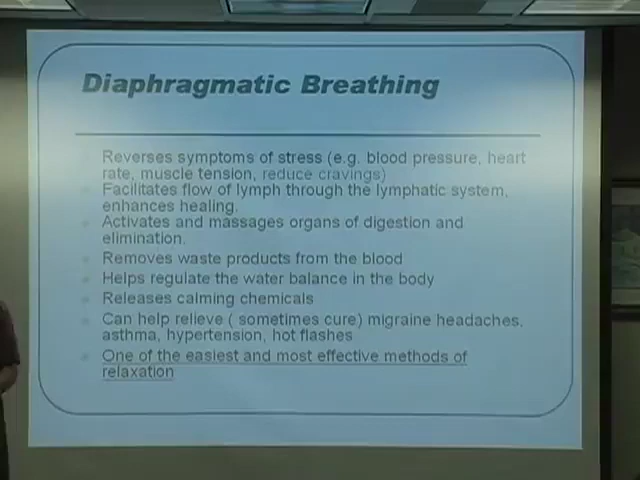 Diaphragmatic Breathing
Reverses symptoms of stress (e.g. blood pressure, heart
rate, muscle tension, reduce cravings)
Facilitates flow of lymph through the lymphatic system,
enhances healing.
Activates and massages organs of digestion and
elimination.
Removes waste products from the blood
Helps regulate the water balance in the body
Releases calming chemicals
Can help relieve ( sometimes cure) migraine headaches,
asthma, hypertension, hot flashes
One of the easiest and most effective methods of
relaxation